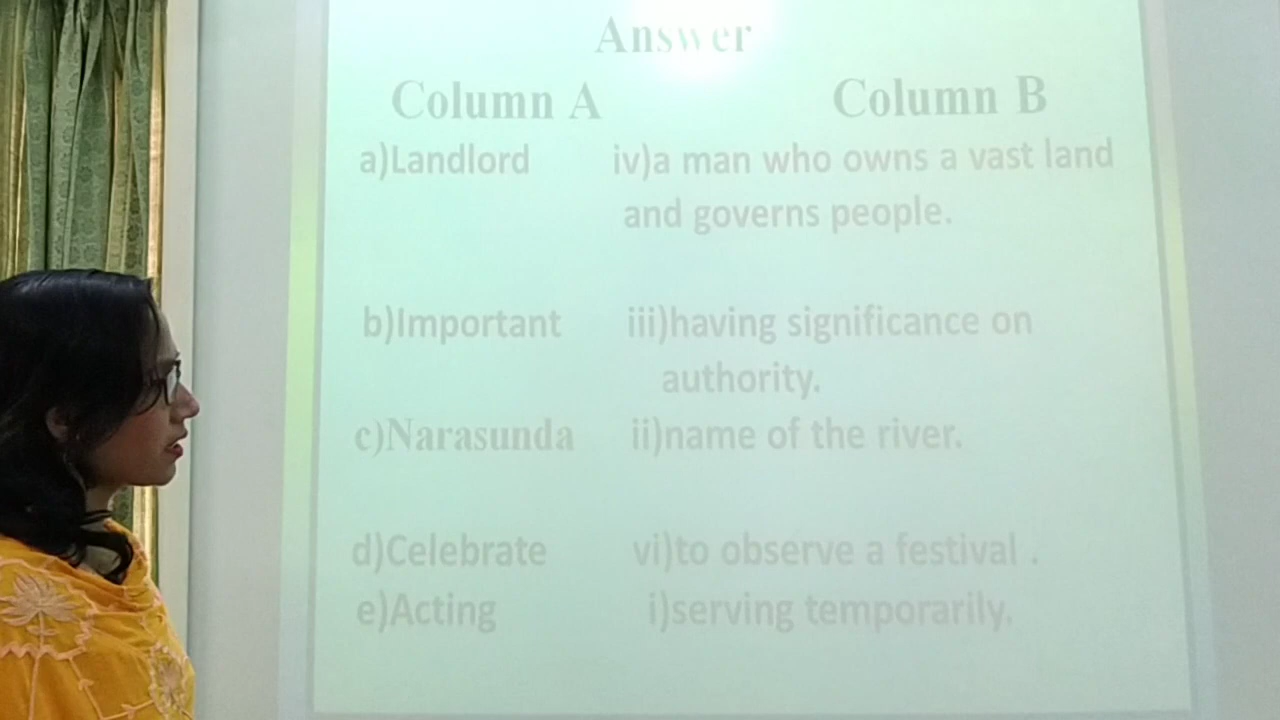 Answer
Column A Column B
a)Landlord iv)a man who owns a vast land
and governs people.
b)Important iii)having significance on
authority.
c)Narasunda ii)name of the river.
d)Celebrate vi)to observe a festival .
e)Acting i)serving temporarily.